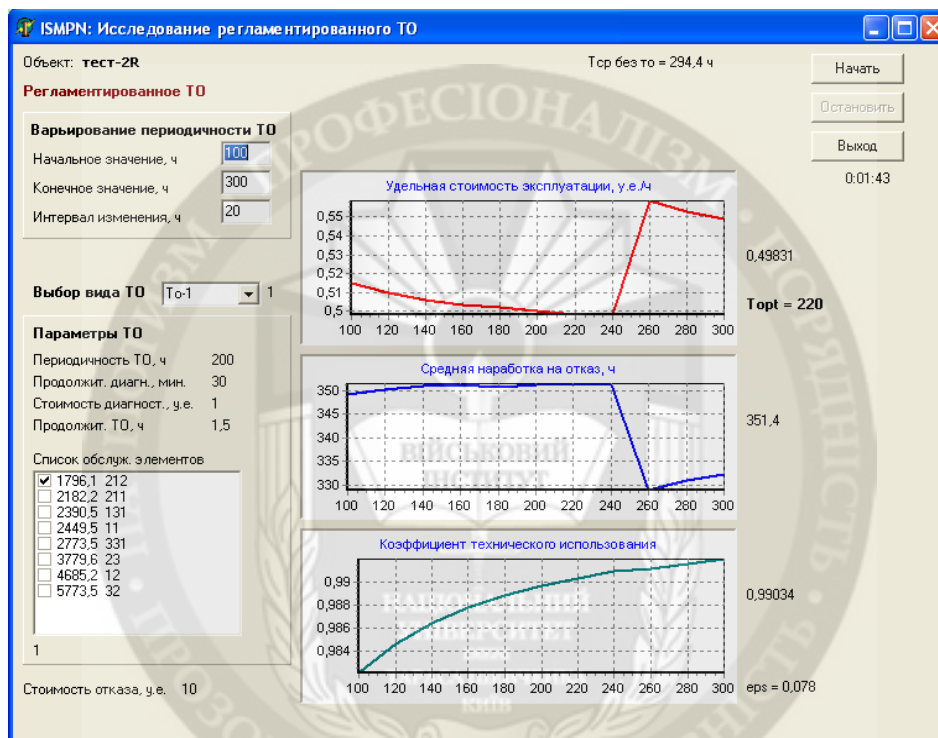 ISMPN: Исследование регламентированного ТО
Объект: тест-2R
Тср без то = 294,4 ч
Начать
Регламентированное ТО
Остановить
Варьирование периодичности ТО
Выход
Начальное значение, ч 100
0:01:43
Конечное значение, ч 300
Интервал изменения, ч 20
Удельная стоимость эксплуатации, у.е./ч
0,55
0,54
0,53
0,52
0,51
0,5
100 120 140 160 180 200 220 240 260 280 300
0,49831
Topt = 220
Выбор вида ТО То-1 1
Параметры ТО
Периодичность ТО, ч 200
Продолжит. диагн., мин. 30
Стоимость диагност., у.е. 1
Продолжит. ТО, ч 1,5
Средняя наработка на отказ, ч
350
345
340
335
330
100 120 140 160 180 200 220 240 260 280 300
351,4
Список обслуж. элементов
1796,1 212
2182,2 211
2390,5 131
2449,5 11
2773,5 331
3779,6 23
4685,2 12
5773,5 32
1
Коэффициент технического использования
0,99
0,988
0,986
0,984
100 120 140 160 180 200 220 240 260 280 300
0,99034
eps = 0,078
Стоимость отказа, у.е. 10
ПРОФЕСІОНАЛІЗМ
ВІЙСЬКОВИЙ
ІНСТИТУТ
НАЦІОНАЛЬНИЙ
УНІВЕРСИТЕТ
КИЇВ